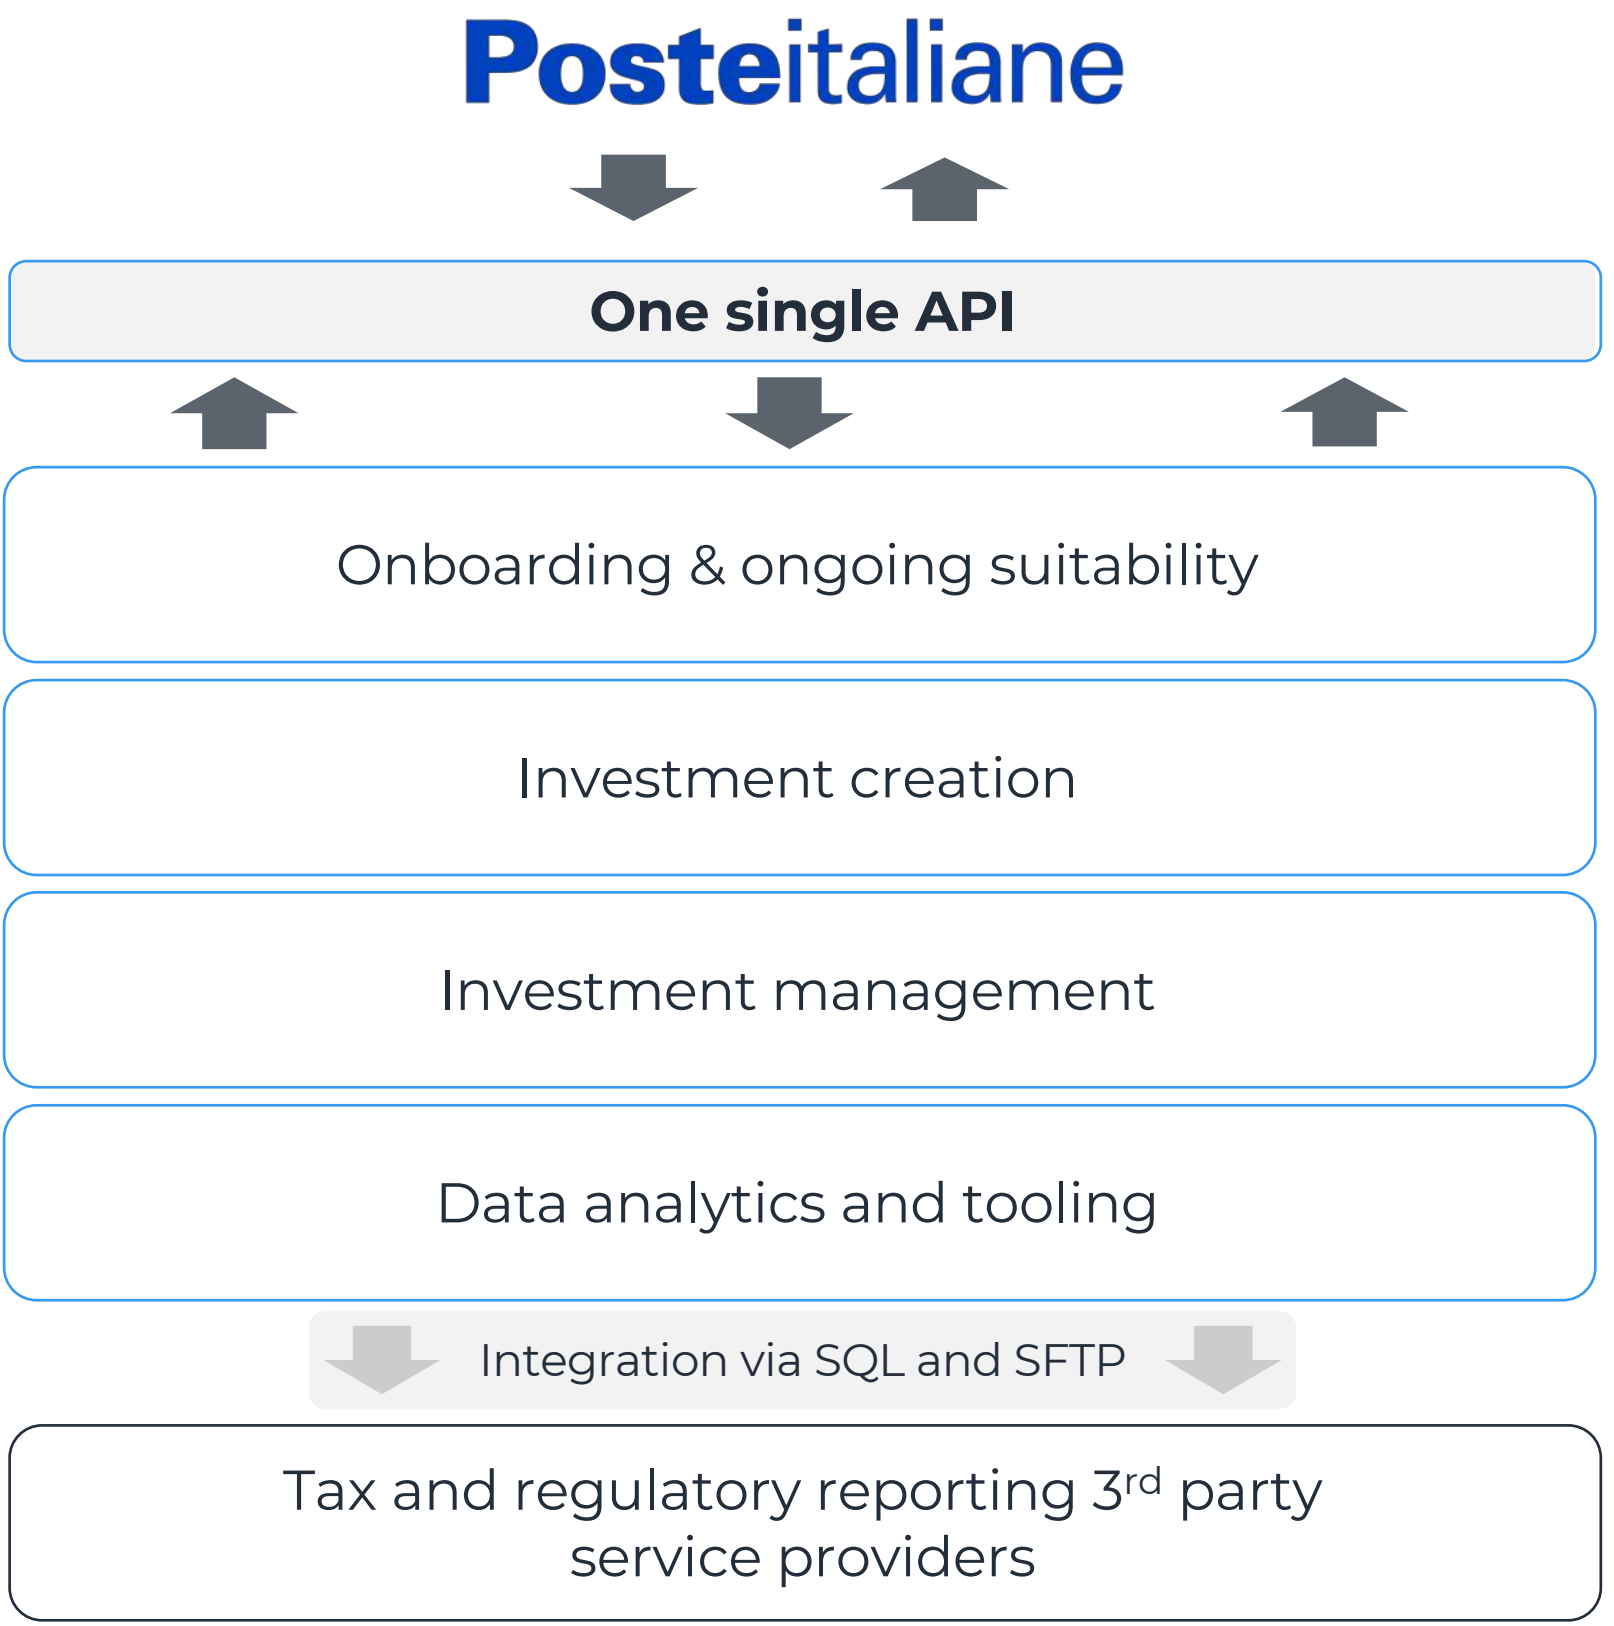 Posteitaliane
One single API
Onboarding & ongoing suitability
Investment creation
Investment management
Data analytics and tooling
Integration via SQL and SFTP
Tax and regulatory reporting 3rd party
service providers